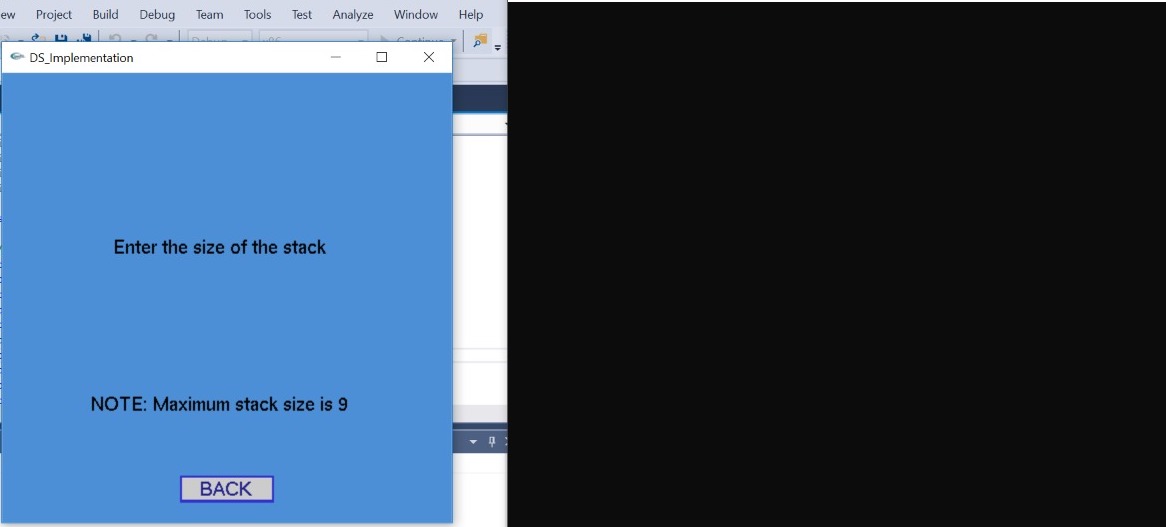 ew Project Build Debug Team Tools Test Analyze Window Help
DS_Implementation
Enter the size of the stack
NOTE: Maximum stack size is 9
BACK